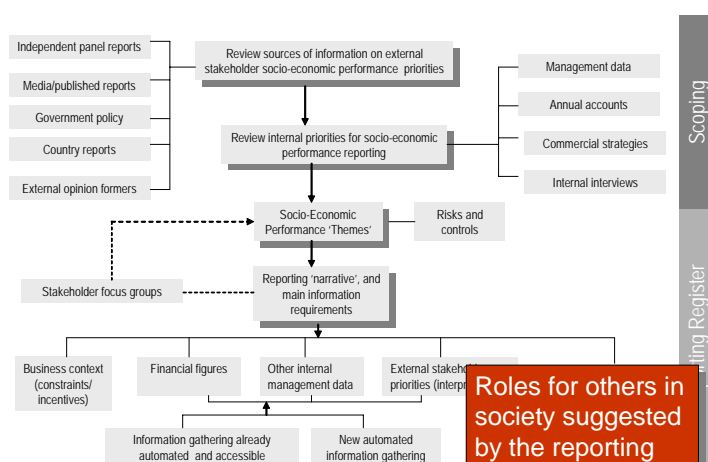 Independent panel reports
Media/published reports
Government policy
Country reports
External opinion formers
Review sources of information on external
stakeholder socio-economic performance priorities
Management data
Annual accounts
Commercial strategies
Internal interviews
Review internal priorities for socio-economic
performance reporting
Socio-Economic
Performance 'Themes'
Risks and
controls
Stakeholder focus groups
Reporting 'narrative', and
main information
requirements
Business context
(constraints/
incentives)
Financial figures
Other internal
management data
External
priorities
Roles for others in
society suggested
by the reporting
Information gathering already
automated and accessible
New automated
information gathering
Scoping
Register